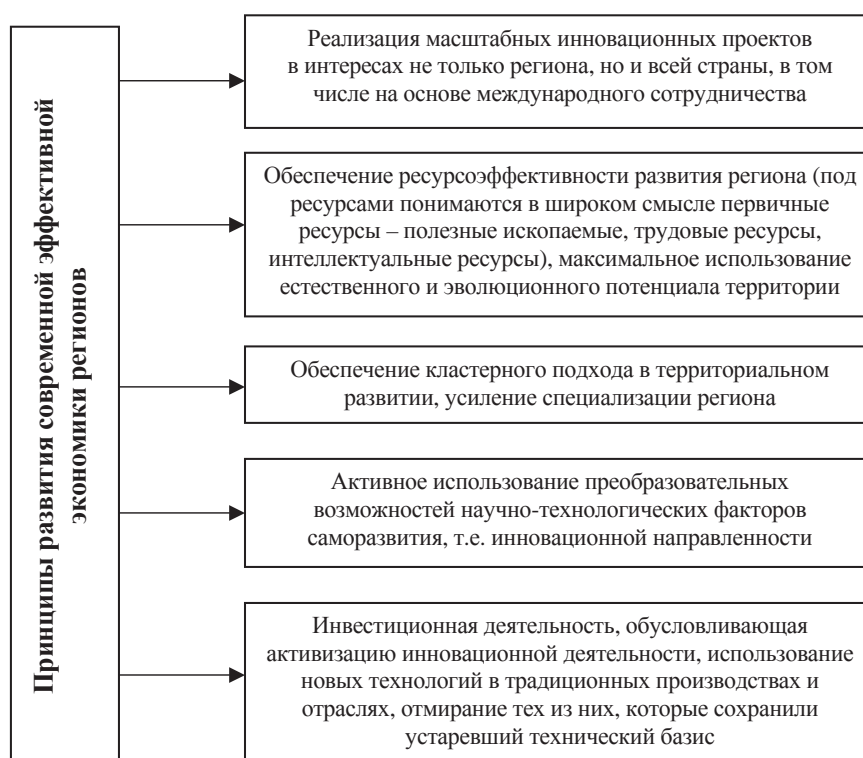 Принципы развития современной эффективной
экономики регионов
Реализация масштабных инновационных проектов
в интересах не только региона, но и всей страны, в том
числе на основе международного сотрудничества
Обеспечение ресурсоэффективности развития региона (под
ресурсами понимаются в широком смысле первичные
ресурсы – полезные ископаемые, трудовые ресурсы,
интеллектуальные ресурсы), максимальное использование
естественного и эволюционного потенциала территории
Обеспечение кластерного подхода в территориальном
развитии, усиление специализации региона
Активное использование преобразовательных
возможностей научно-технологических факторов
саморазвития, т.е. инновационной направленности
Инвестиционная деятельность, обусловливающая
активизацию инновационной деятельности, использование
новых технологий в традиционных производствах и
отраслях, отмирание тех из них, которые сохранили
устаревший технический базис